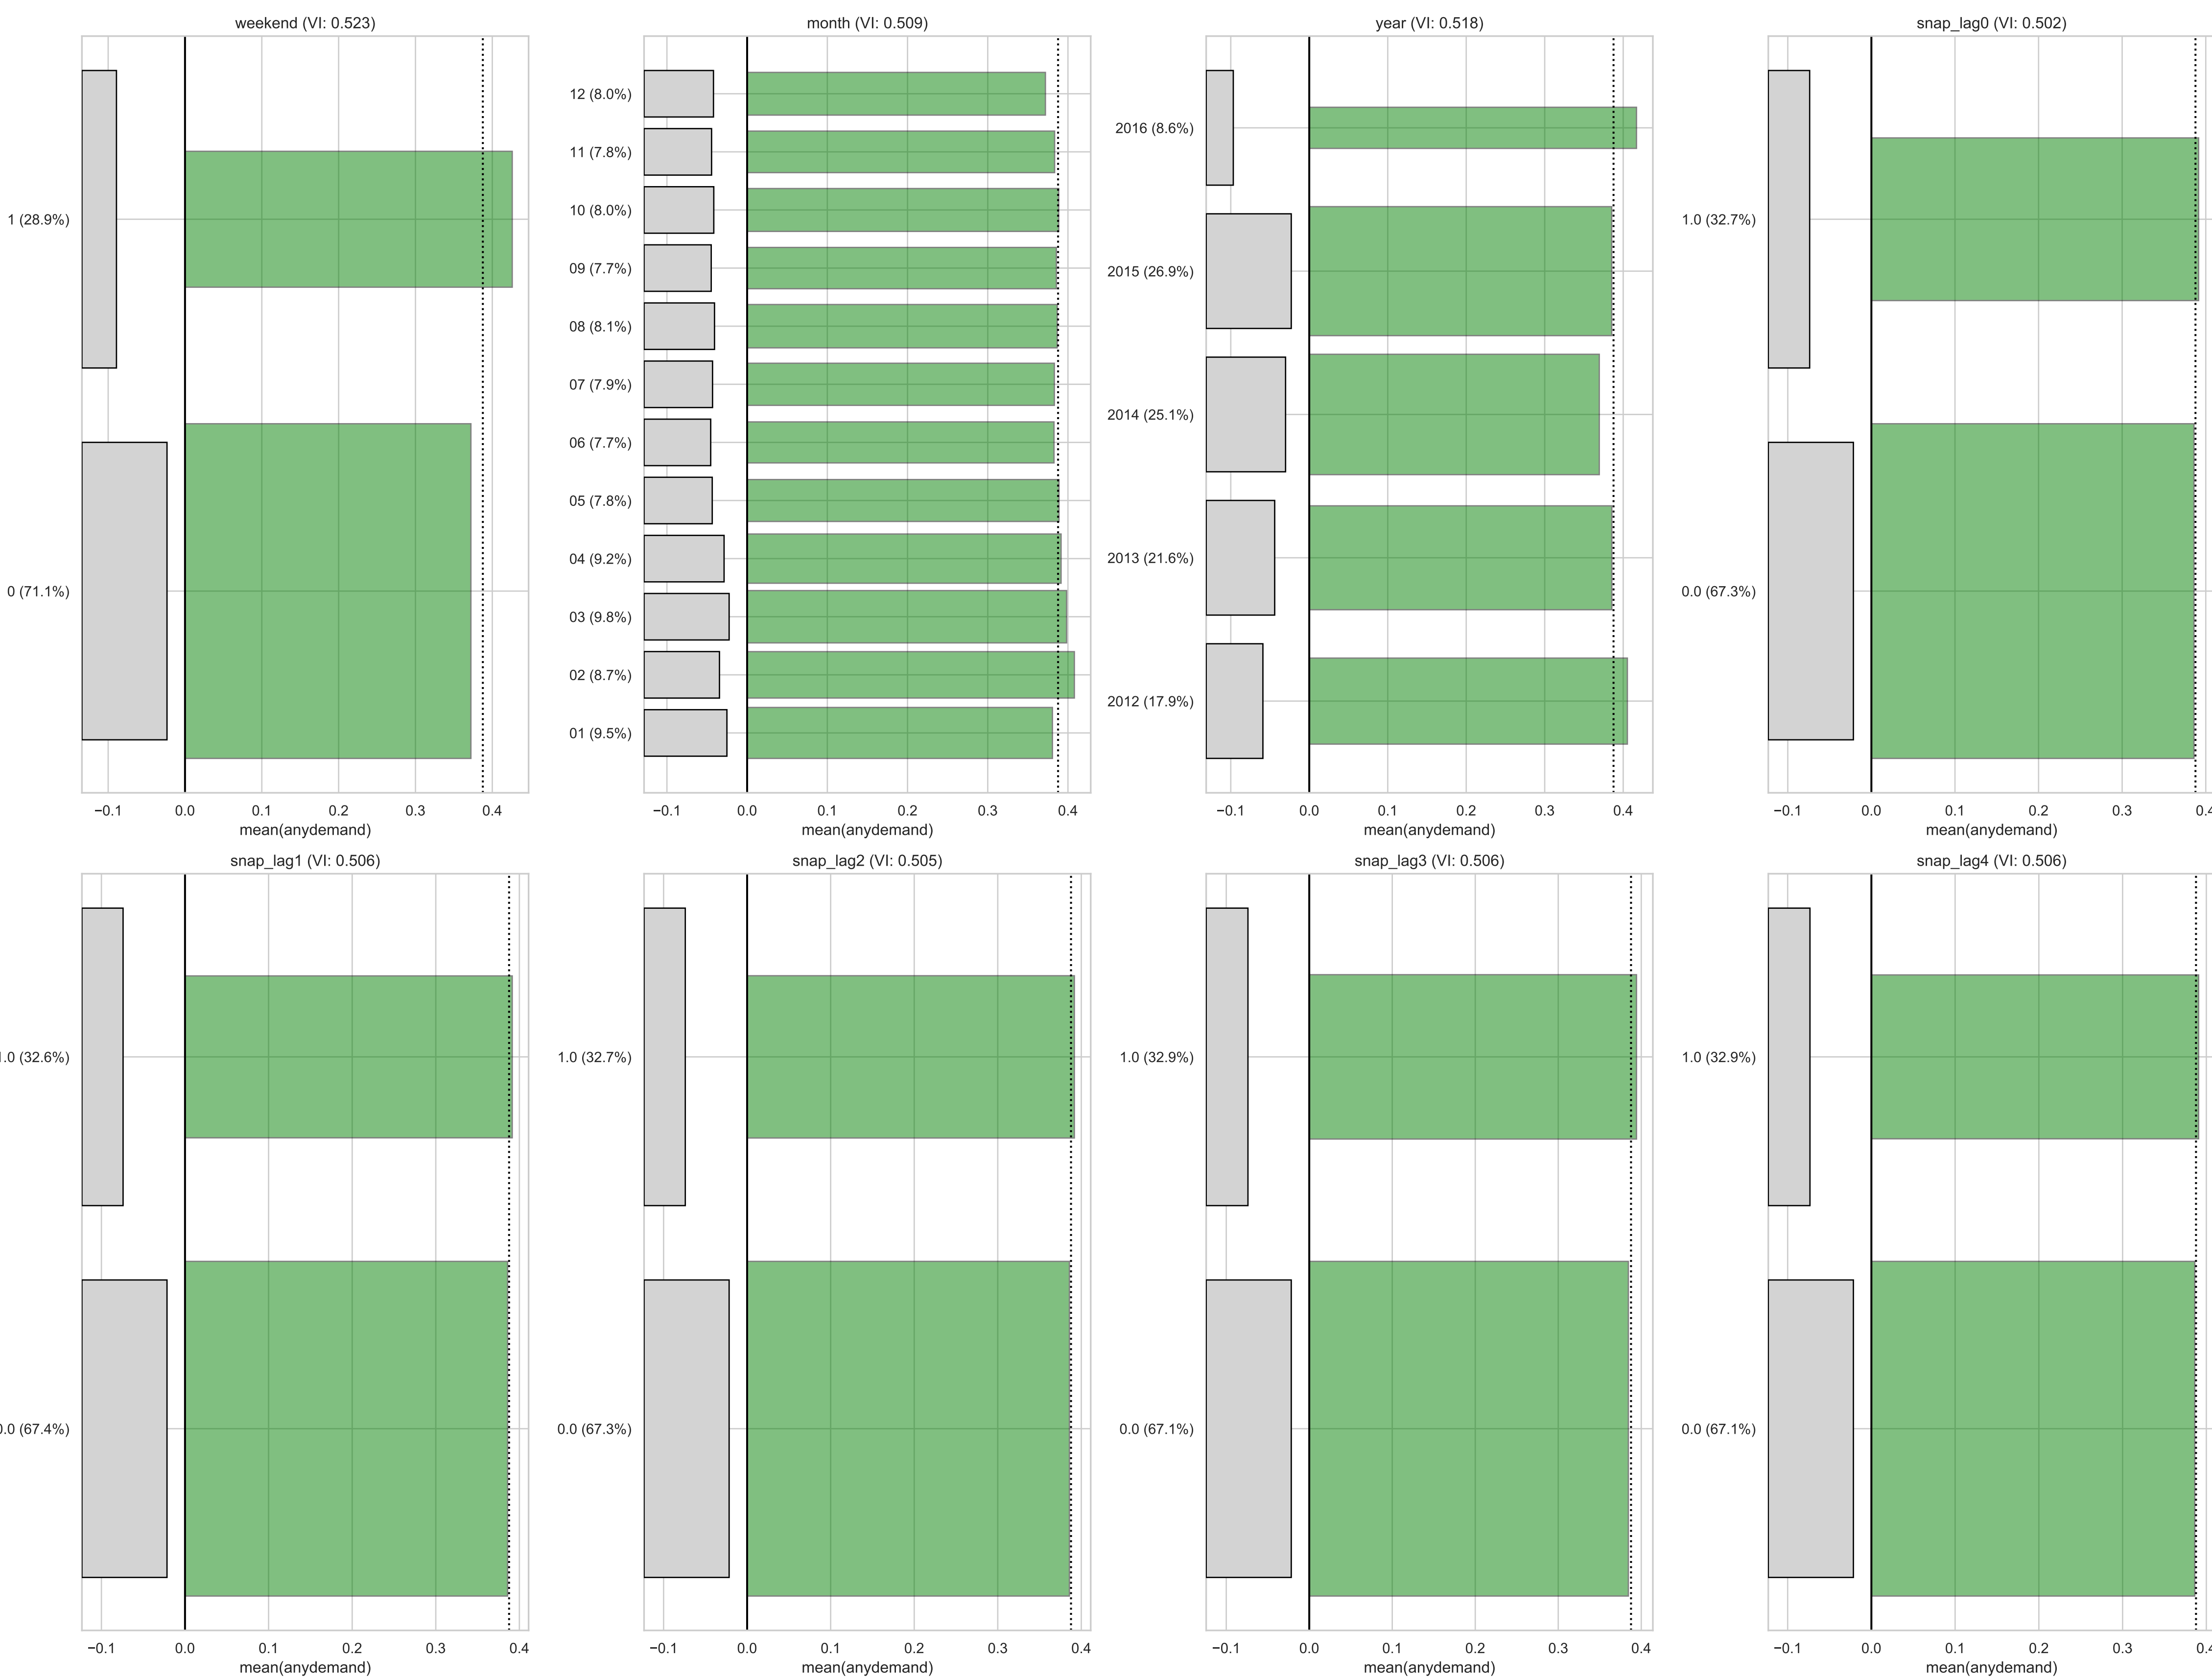 weekend (VI: 0.523)
1 (28.9%)
0 (71.1%)
−0.1 0.0 0.1 0.2 0.3 0.4
mean(anydemand)
month (VI: 0.509)
12 (8.0%)
11 (7.8%)
10 (8.0%)
09 (7.7%)
08 (8.1%)
07 (7.9%)
06 (7.7%)
05 (7.8%)
04 (9.2%)
03 (9.8%)
02 (8.7%)
01 (9.5%)
−0.1 0.0 0.1 0.2 0.3 0.4
mean(anydemand)
year (VI: 0.518)
2016 (8.6%)
2015 (26.9%)
2014 (25.1%)
2013 (21.6%)
2012 (17.9%)
−0.1 0.0 0.1 0.2 0.3 0.4
mean(anydemand)
snap_lag0 (VI: 0.502)
1.0 (32.7%)
0.0 (67.3%)
−0.1 0.0 0.1 0.2 0.3
mean(anydemand)
snap_lag1 (VI: 0.506)
(32.6%)
(67.4%)
−0.1 0.0 0.1 0.2 0.3 0.4
mean(anydemand)
snap_lag2 (VI: 0.505)
1.0 (32.7%)
0.0 (67.3%)
−0.1 0.0 0.1 0.2 0.3 0.4
mean(anydemand)
snap_lag3 (VI: 0.506)
1.0 (32.9%)
0.0 (67.1%)
−0.1 0.0 0.1 0.2 0.3 0.4
mean(anydemand)
snap_lag4 (VI: 0.506)
1.0 (32.9%)
0.0 (67.1%)
−0.1 0.0 0.1 0.2 0.3
mean(anydemand)